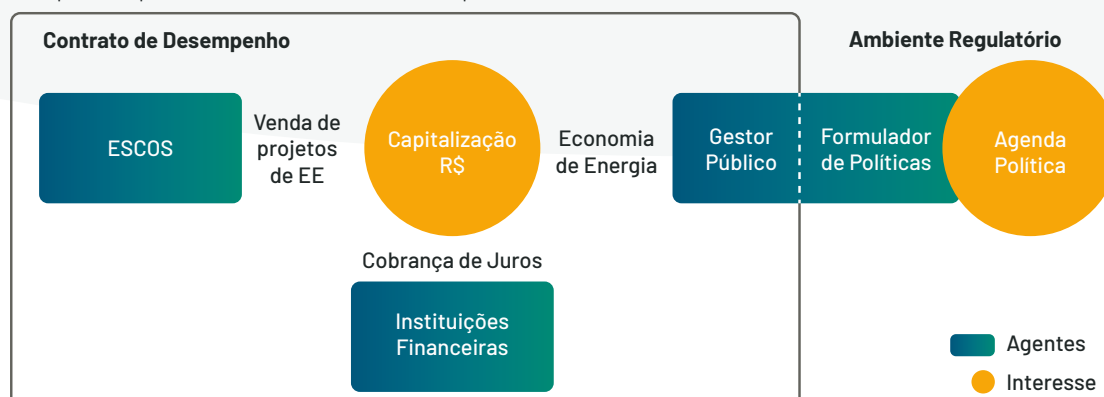 Contrato de Desempenho
Ambiente Regulatório
ESCOS
Venda de
projetos
de EE
Capitalização
R$
Economia
de Energia
Gestor
Público
Formulador
de Políticas
Agenda
Política
Cobrança de Juros
Instituições
Financeiras
Agentes
Interesse